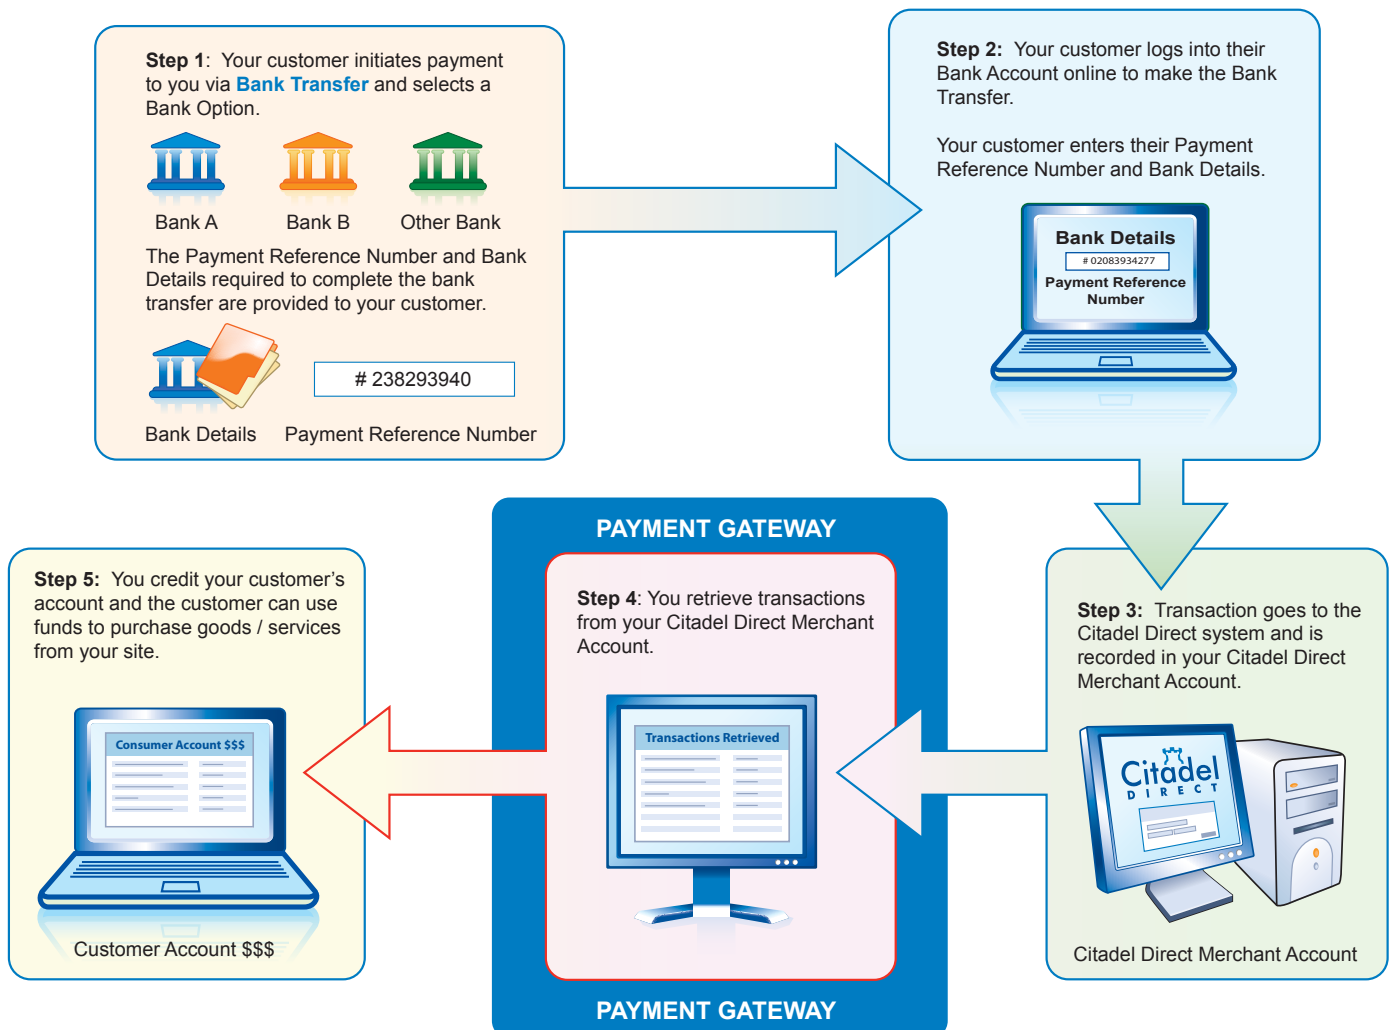 Step 1: Your customer initiates payment
to you via Bank Transfer and selects a
Bank Option.
Bank A
Bank B
Other Bank
The Payment Reference Number and Bank
Details required to complete the bank
transfer are provided to your customer.
# 238293940
Bank Details
Payment Reference Number
Step 2: Your customer logs into their
Bank Account online to make the Bank
Transfer.
Your customer enters their Payment
Reference Number and Bank Details.
Bank Details
# 02083934277
Payment Reference
Number
Step 3: Transaction goes to the
Citadel Direct system and is
recorded in your Citadel Direct
Merchant Account.
Citadel
DIRECT
Citadel Direct Merchant Account
PAYMENT GATEWAY
Step 4: You retrieve transactions
from your Citadel Direct Merchant
Account.
Transactions Retrieved
PAYMENT GATEWAY
Step 5: You credit your customer’s
account and the customer can use
funds to purchase goods / services
from your site.
Consumer Account $$$
Customer Account $$$